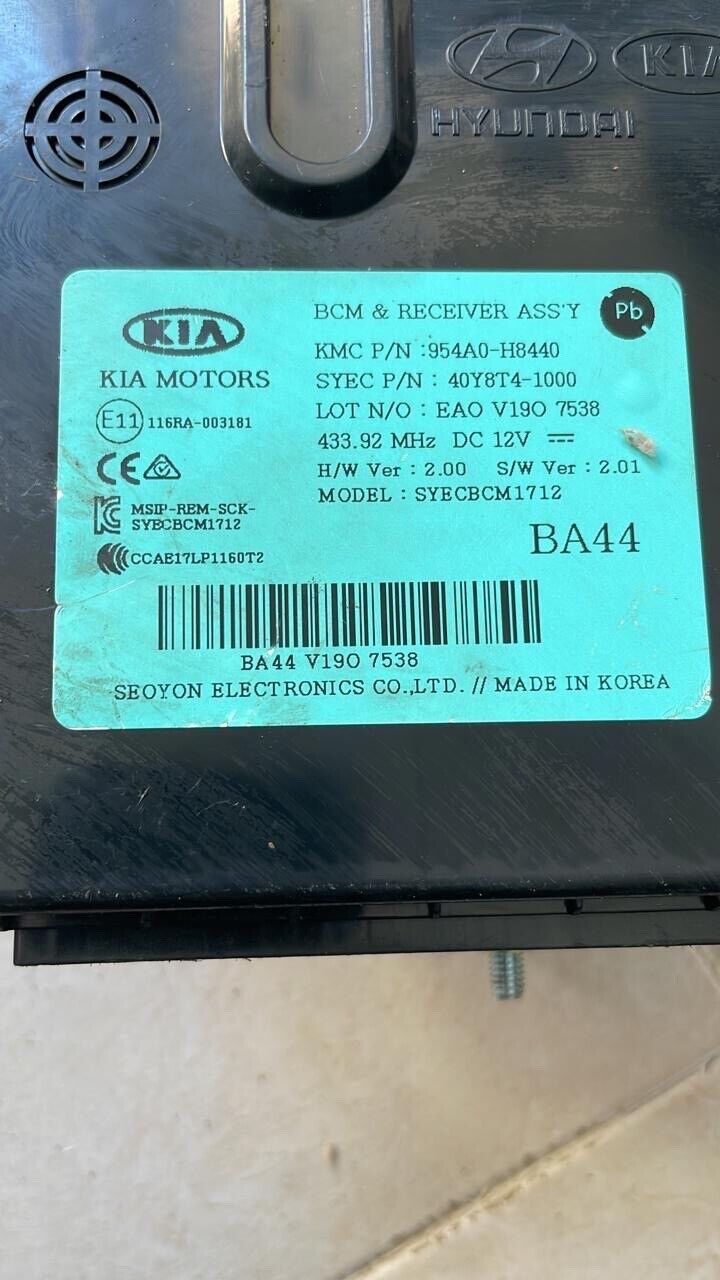 KIA
HYUNDAI
KIA
KIA MOTORS
BCM & RECEIVER ASS'Y
Pb
KMC P/N :954A0-H8440
SYEC P/N : 40Y8T4-1000
LOT N/O : EAO V19O 7538
E11 116RA-003181
433.92 MHz DC 12V
CE
H/W Ver : 2.00 S/W Ver : 2.01
MODEL : SYECBCM1712
MSIP-REM-SCK-
SYECBCM1712
BA44
CCAE17LP1160T2
BA44 V19O 7538
SEOYON ELECTRONICS CO.,LTD. // MADE IN KOREA